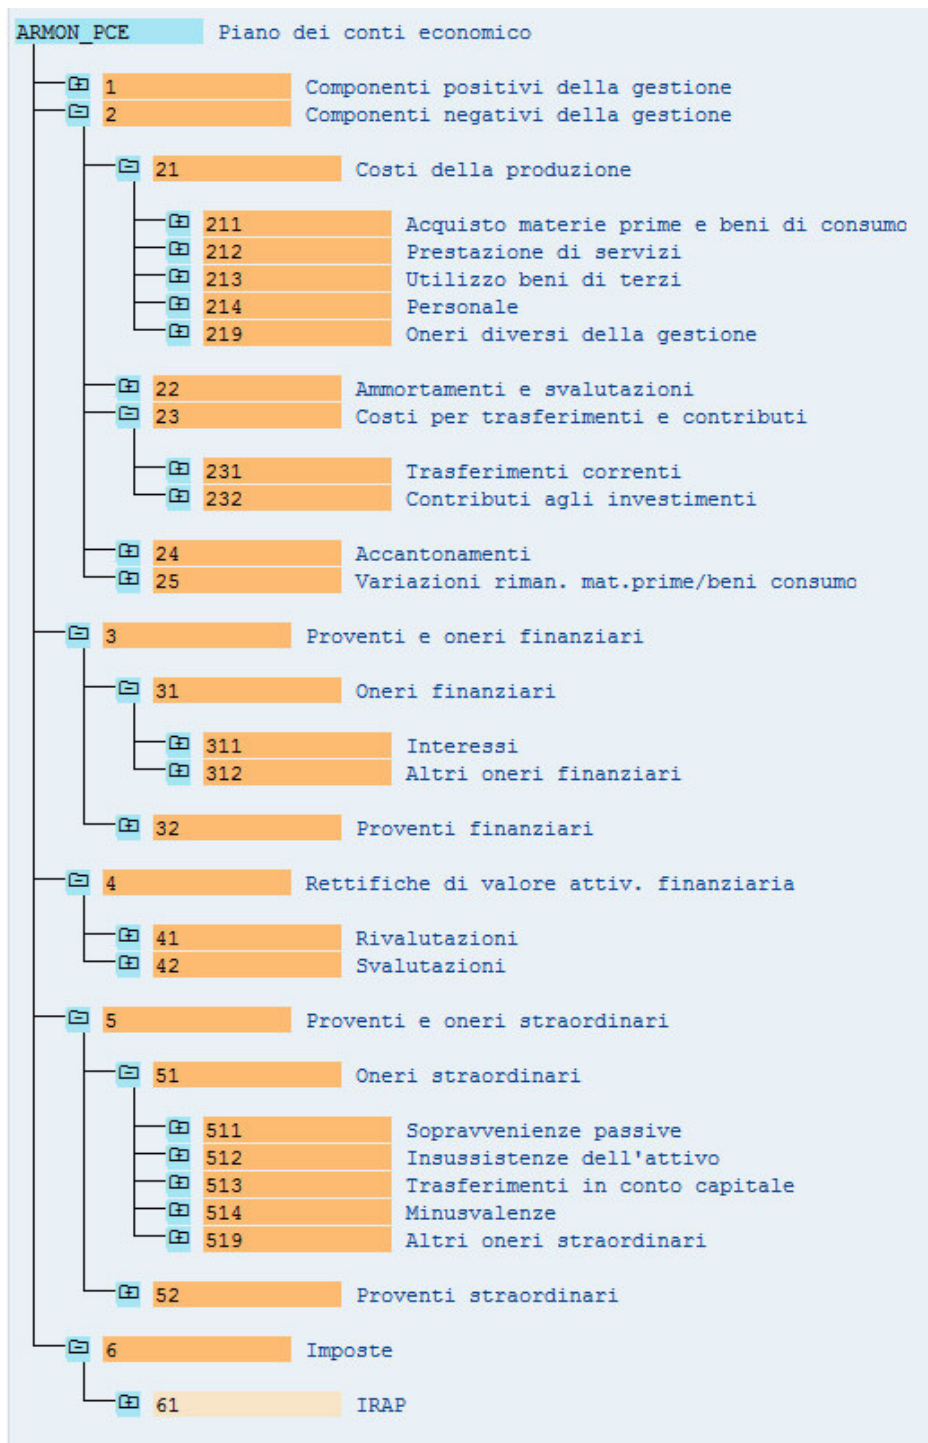 ARMON_PCE Piano dei conti economico
1 Componenti positivi della gestione
2 Componenti negativi della gestione
21 Costi della produzione
211 Acquisto materie prime e beni di consumo
212 Prestazione di servizi
213 Utilizzo beni di terzi
214 Personale
219 Oneri diversi della gestione
22 Ammortamenti e svalutazioni
23 Costi per trasferimenti e contributi
231 Trasferimenti correnti
232 Contributi agli investimenti
24 Accantonamenti
25 Variazioni riman. mat.prime/beni consumo
3 Proventi e oneri finanziari
31 Oneri finanziari
311 Interessi
312 Altri oneri finanziari
32 Proventi finanziari
4 Rettifiche di valore attiv. finanziaria
41 Rivalutazioni
42 Svalutazioni
5 Proventi e oneri straordinari
51 Oneri straordinari
511 Sopravvenienze passive
512 Insussistenze dell'attivo
513 Trasferimenti in conto capitale
514 Minusvalenze
519 Altri oneri straordinari
52 Proventi straordinari
6 Imposte
61 IRAP